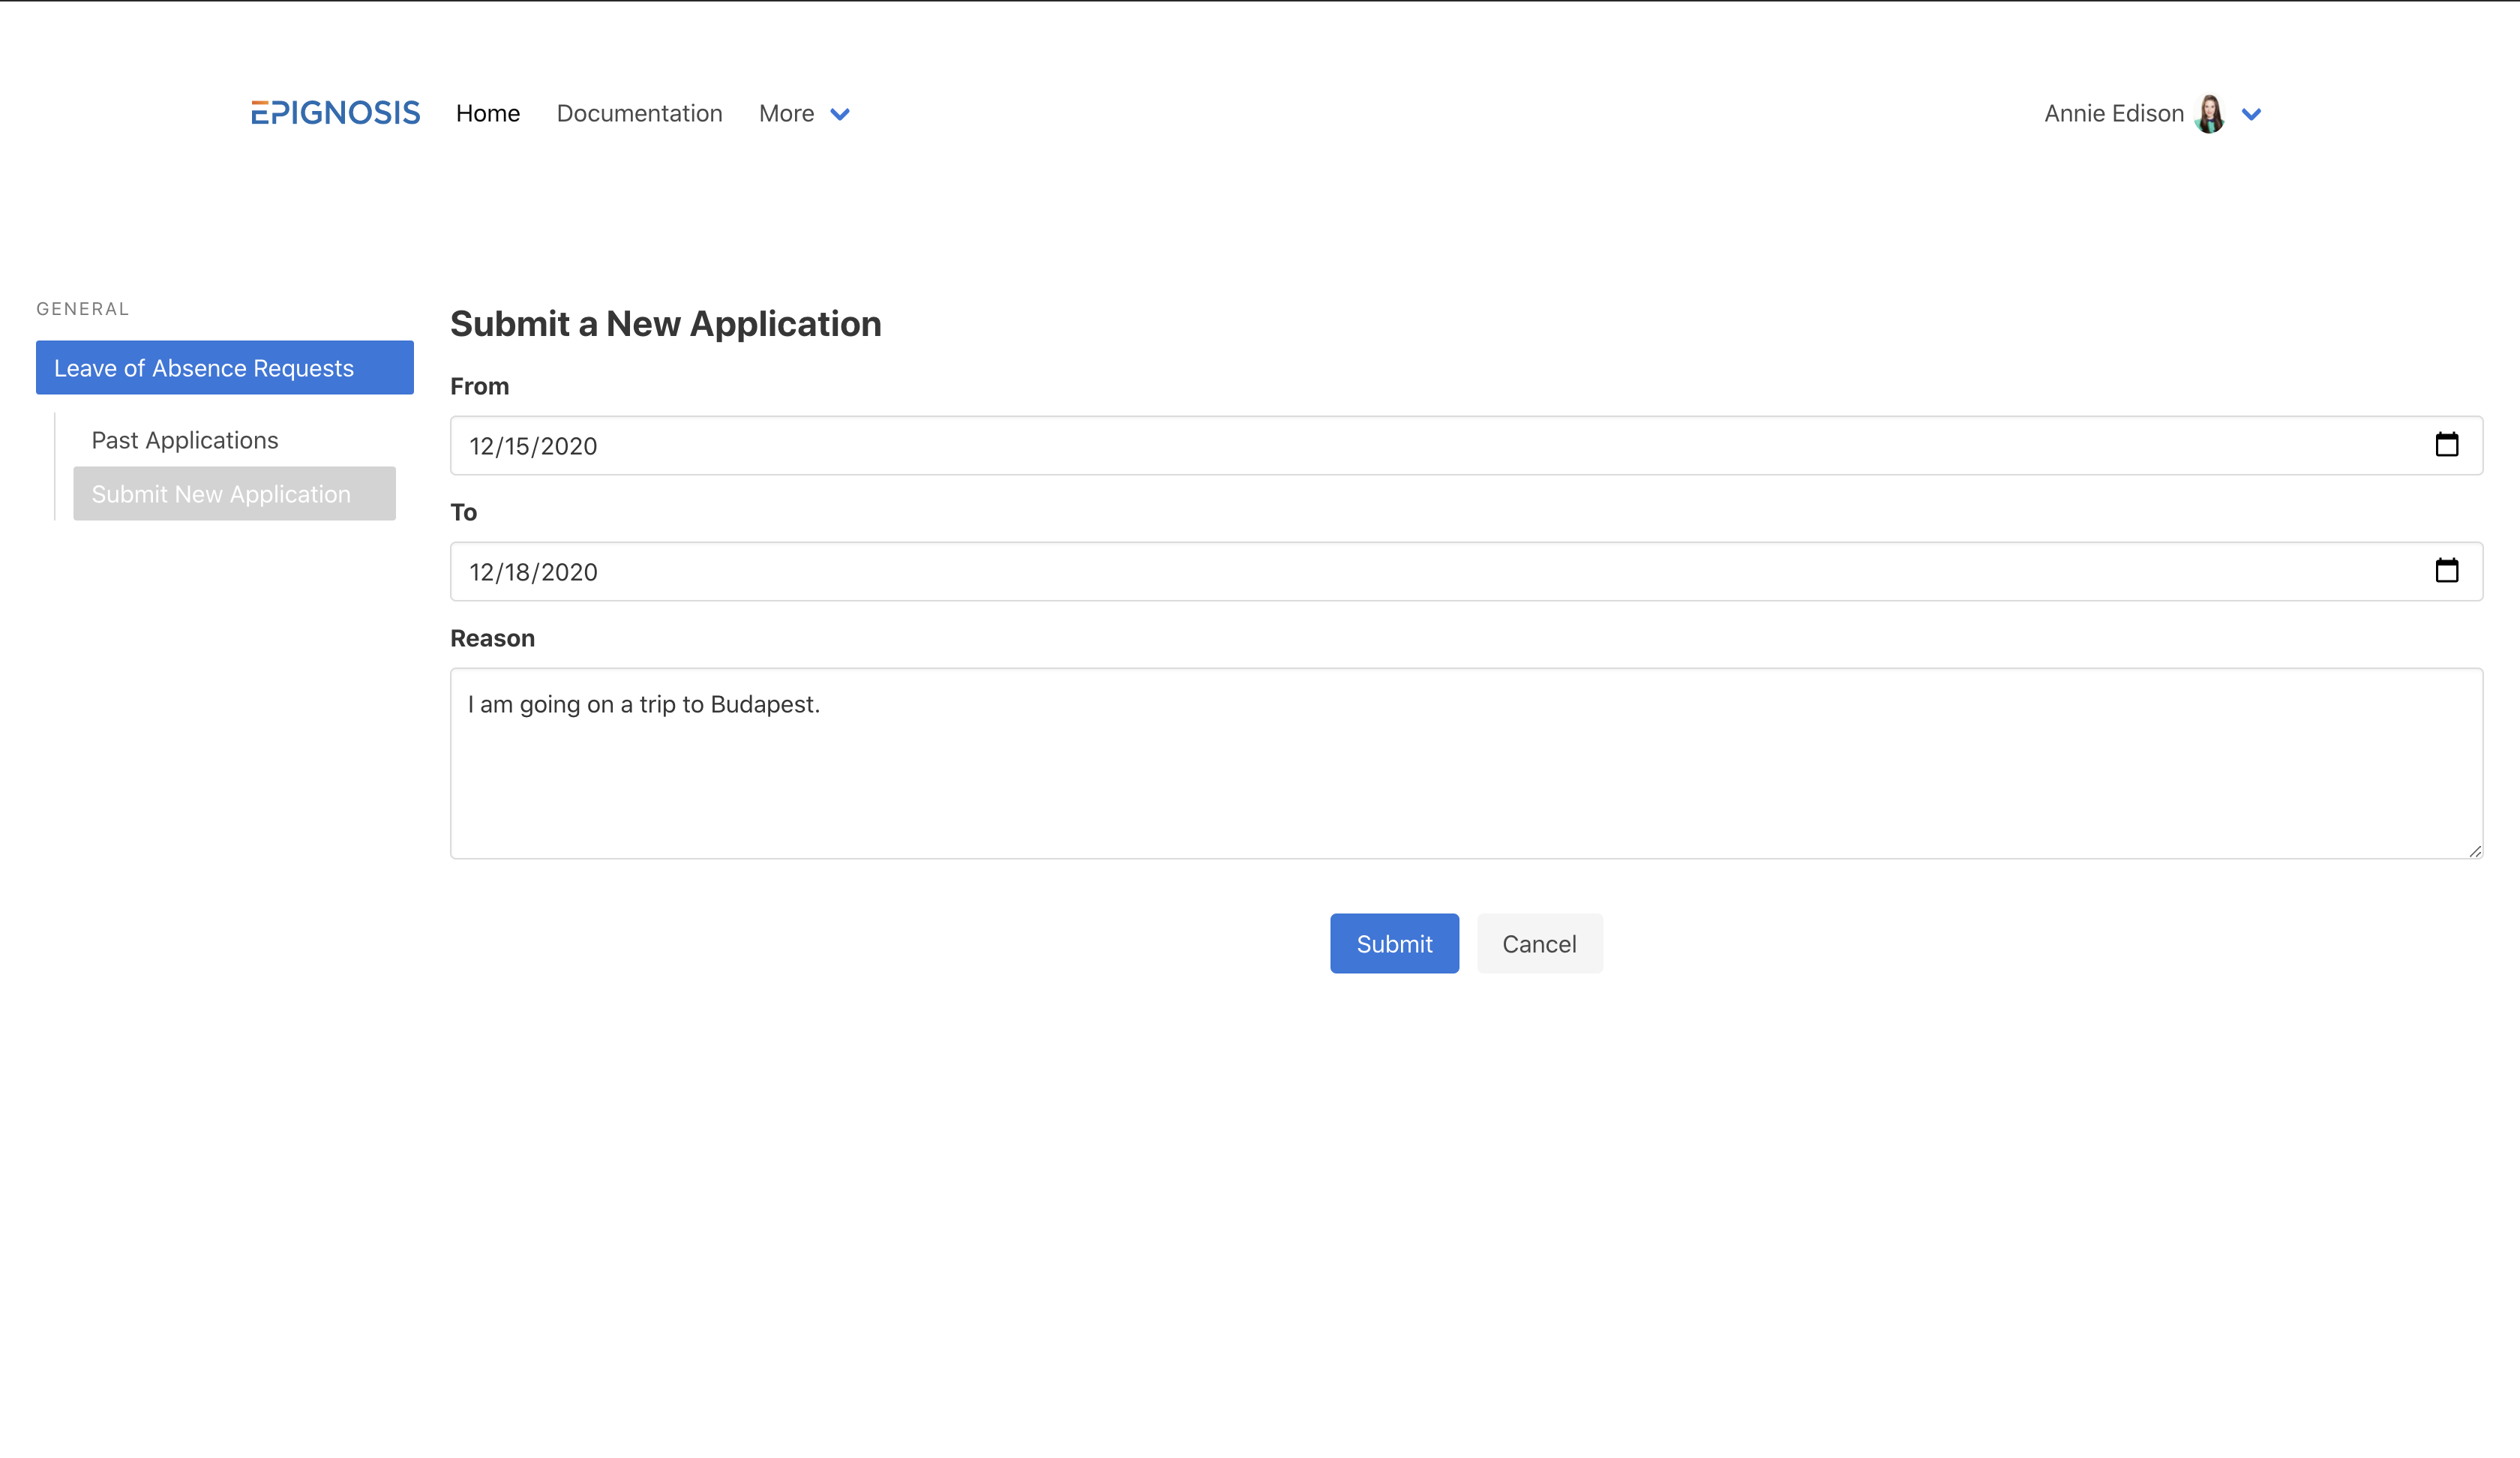 EPIGNOSIS Home Documentation More Annie Edison
GENERAL
Leave of Absence Requests
Past Applications
Submit New Application
Submit a New Application
From
12/15/2020
To
12/18/2020
Reason
I am going on a trip to Budapest.
Submit Cancel